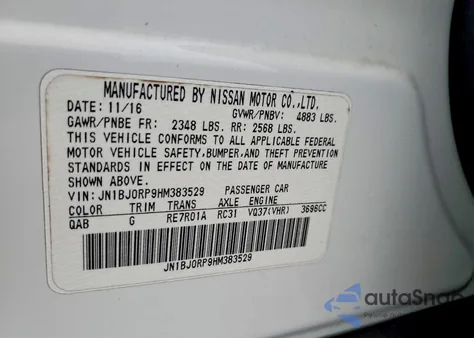 MANUFACTURED BY NISSAN MOTOR CO.,LTD.
DATE: 11/16 GVWR/PNBV: 4883 LBS.
GAWR/PNBE FR: 2348 LBS. RR: 2568 LBS.
THIS VEHICLE CONFORMS TO ALL APPLICABLE FEDERAL
MOTOR VEHICLE SAFETY,BUMPER,AND THEFT PREVENTION
STANDARDS IN EFFECT ON THE DATE OF MANUFACTURE
SHOWN ABOVE.
VIN: JN1BJ0RP9HM383529 PASSENGER CAR
COLOR TRIM TRANS AXLE ENGINE
QAB G RE7R01A RC31 VQ37(VHR) 3696CC
JN1BJ0RP9HM383529
autaSnap